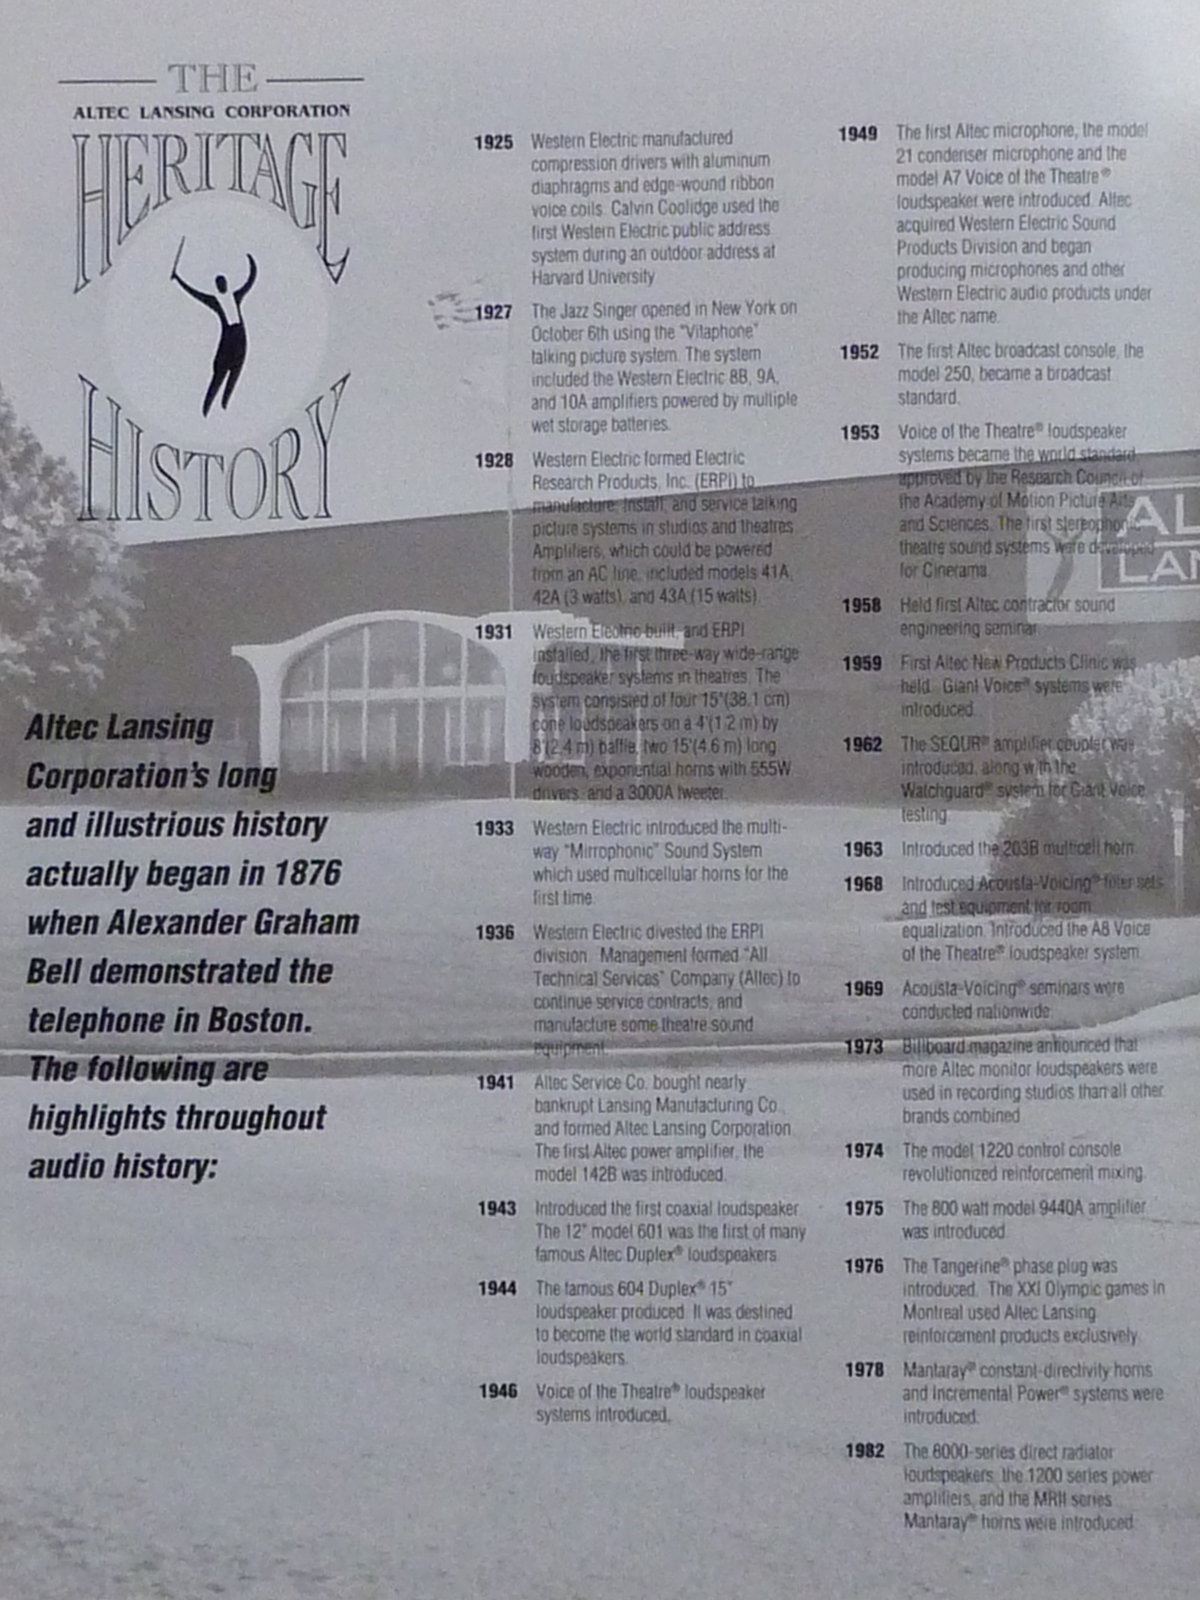 THE
ALTEC LANSING CORPORATION
HERITAGE
HISTORY
Altec Lansing
Corporation's long
and illustrious history
actually began in 1876
when Alexander Graham
Bell demonstrated the
telephone in Boston.
The following are
highlights throughout
audio history:
1925 Western Electric manufactured
compression drivers with aluminum
diaphragms and edge-wound ribbon
voice coils. Calvin Coolidge used the
first Western Electric public address
system during an outdoor address at
Harvard University.
1927 The Jazz Singer opened in New York on
October 6th using the "Vitaphone"
talking picture system. The system
included the Western Electric 8B, 9A,
and 10A amplifiers powered by multiple
wet storage batteries.
1928 Western Electric formed Electric
Research Products, Inc. (ERPI) to
manufacture, install, and service talking
picture systems in studios and theatres.
Amplifiers, which could be powered
from an AC line, included models 41A,
42A (3 watts), and 43A (15 watts).
1931 Western Electric built, and ERPI
installed, the first three-way wide-range
loudspeaker systems in theatres. The
system consisted of four 15"(38.1 cm)
cone loudspeakers on a 4'(1.2 m) by
8'(2.4 m) baffle, two 15'(4.6 m) long
wooden, exponential horns with 555W
drivers, and a 3000A tweeter.
1933 Western Electric introduced the multi-
way "Mirrophonic" Sound System
which used multicellular horns for the
first time.
1936 Western Electric divested the ERPI
division. Management formed "All
Technical Services" Company (Altec) to
continue service contracts, and
manufacture some theatre sound
equipment.
1941 Altec Service Co. bought nearly
bankrupt Lansing Manufacturing Co.,
and formed Altec Lansing Corporation.
The first Altec power amplifier, the
model 142B was introduced.
1943 Introduced the first coaxial loudspeaker.
The 12" model 601 was the first of many
famous Altec Duplex® loudspeakers.
1944 The famous 604 Duplex® 15"
loudspeaker produced. It was destined
to become the world standard in coaxial
loudspeakers.
1946 Voice of the Theatre® loudspeaker
systems introduced.
1949 The first Altec microphone, the model
21 condenser microphone and the
model A7 Voice of the Theatre®
loudspeaker were introduced. Altec
acquired Western Electric Sound
Products Division and began
producing microphones and other
Western Electric audio products under
the Altec name.
1952 The first Altec broadcast console, the
model 250, became a broadcast
standard.
1953 Voice of the Theatre® loudspeaker
systems became the world standard
approved by the Research Council of
the Academy of Motion Picture Arts
and Sciences. The first stereophonic
theatre sound systems were developed
for Cinerama.
1958 Held first Altec contractor sound
engineering seminar.
1959 First Altec New Products Clinic was
held. Giant Voice® systems were
introduced.
1962 The SEQUR® amplifier coupler was
introduced, along with the
Watchguard® system for Giant Voice
testing.
1963 Introduced the 203B multicell horn.
1968 Introduced Acousta-Voicing® filter sets
and test equipment for room
equalization. Introduced the A8 Voice
of the Theatre® loudspeaker system.
1969 Acousta-Voicing® seminars were
conducted nationwide.
1973 Billboard magazine announced that
more Altec monitor loudspeakers were
used in recording studios than all other
brands combined.
1974 The model 1220 control console
revolutionized reinforcement mixing.
1975 The 800 watt model 9440A amplifier
was introduced.
1976 The Tangerine® phase plug was
introduced. The XXI Olympic games in
Montreal used Altec Lansing
reinforcement products exclusively.
1978 Mantaray® constant-directivity horns
and Incremental Power® systems were
introduced.
1982 The 8000-series direct radiator
loudspeakers, the 1200 series power
amplifiers, and the MRII series
Mantaray® horns were introduced.
AL
LAN